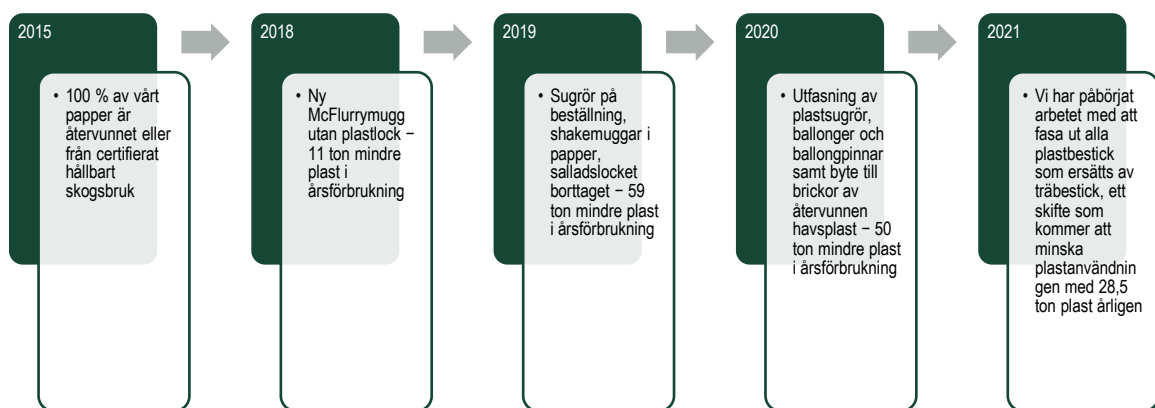 2015
• 100 % av vårt
papper är
återvunnet eller
från certifierat
hållbart
skogsbruk
2018
• Ny
McFlurrymugg
utan plastlock −
11 ton mindre
plast i
årsförbrukning
2019
• Sugrör på
beställning,
shakemuggar i
papper,
salladslocket
borttaget − 59
ton mindre plast
i årsförbrukning
2020
• Utfasning av
plastsugrör,
ballonger och
ballongpinnar
samt byte till
brickor av
återvunnen
havsplast − 50
ton mindre plast
i årsförbrukning
2021
• Vi har påbörjat
arbetet med att
fasa ut alla
plastbestick
som ersätts av
träbestick, ett
skifte som
kommer att
minska
plastanvändnin
gen med 28,5
ton plast årligen